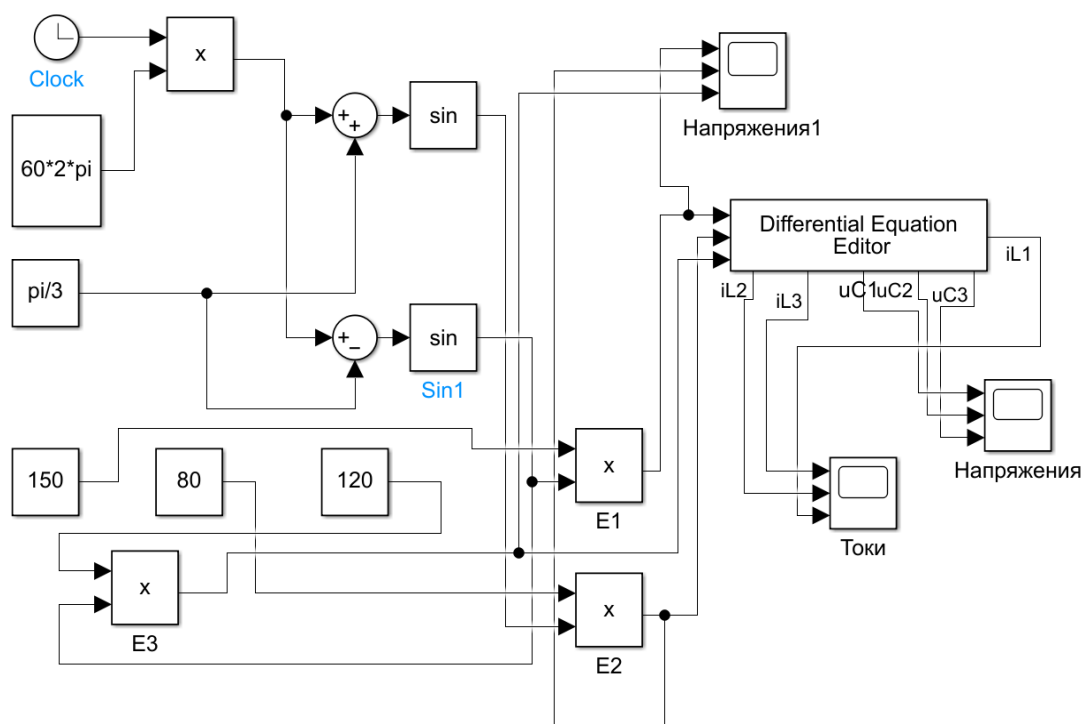 x
Clock
60*2*pi
pi/3
+
+
sin
Напряжения1
Differential Equation
Editor
iL1
iL2
iL3
uC1
uC2
uC3
+
−
sin
Sin1
150
80
120
x
E1
Напряжения
Токи
x
E3
x
E2